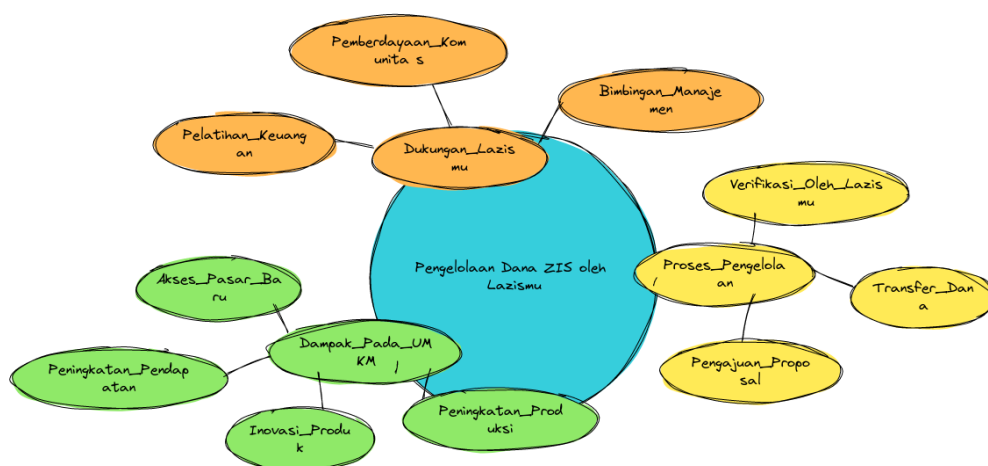 Pemberdayaan_Kom
unita s
Bimbingan_Manaje
men
Pelatihan_Keuang
an
Dukungan_Lazis
mu
Verifikasi_Oleh_Lazis
mu
Pengelolaan Dana ZIS oleh
Lazismu
Proses_Pengelola
an
Akses_Pasar_Ba
ru
Transfer_Dan
a
Dampak_Pada_UM
KM
Peningkatan_Pendap
atan
Pengajuan_Propo
sal
Peningkatan_Prod
uksi
Inovasi_Produ
k